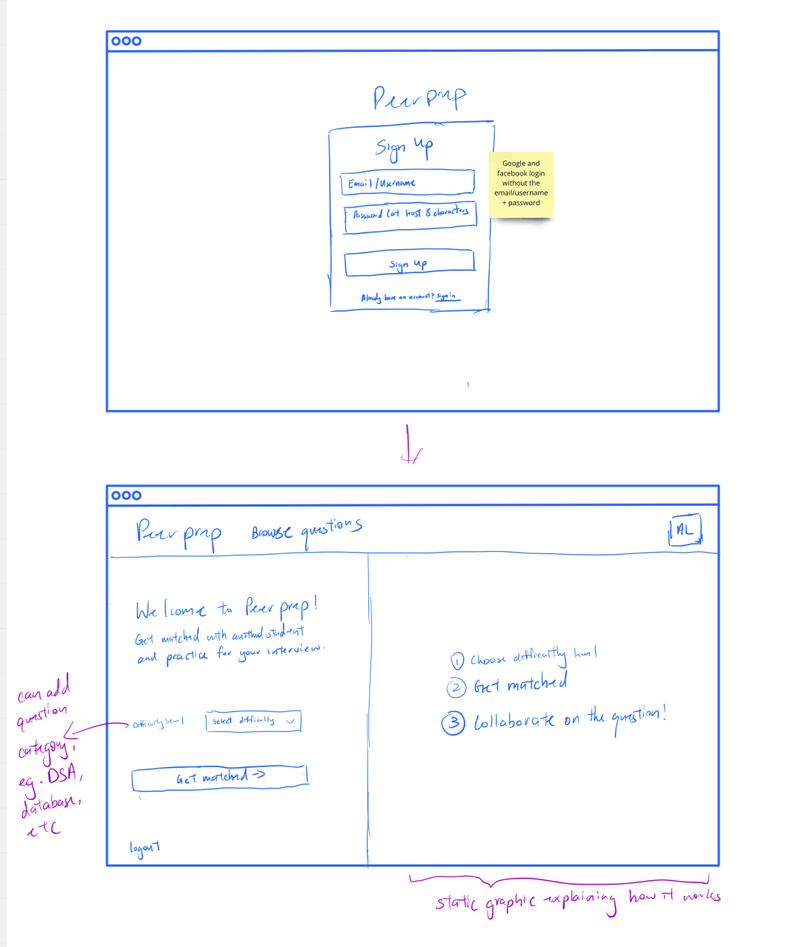 Peerprep
Sign Up
Email/Username
Password (at least 8 characters
Sign Up
Already have an account? Sign in
Google and
facebook login
without the
email/username
+ password
Peerprep
Browse questions
AL
Welcome to Peerprep!
Get matched with another student
and practice for your interview.
Difficulty level
Select difficulty
Get matched →
logout
① Choose difficulty level
② Get matched
③ Collaborate on the question!
can add
question
category,
eg. DSA,
database,
etc
static graphic explaining how it works